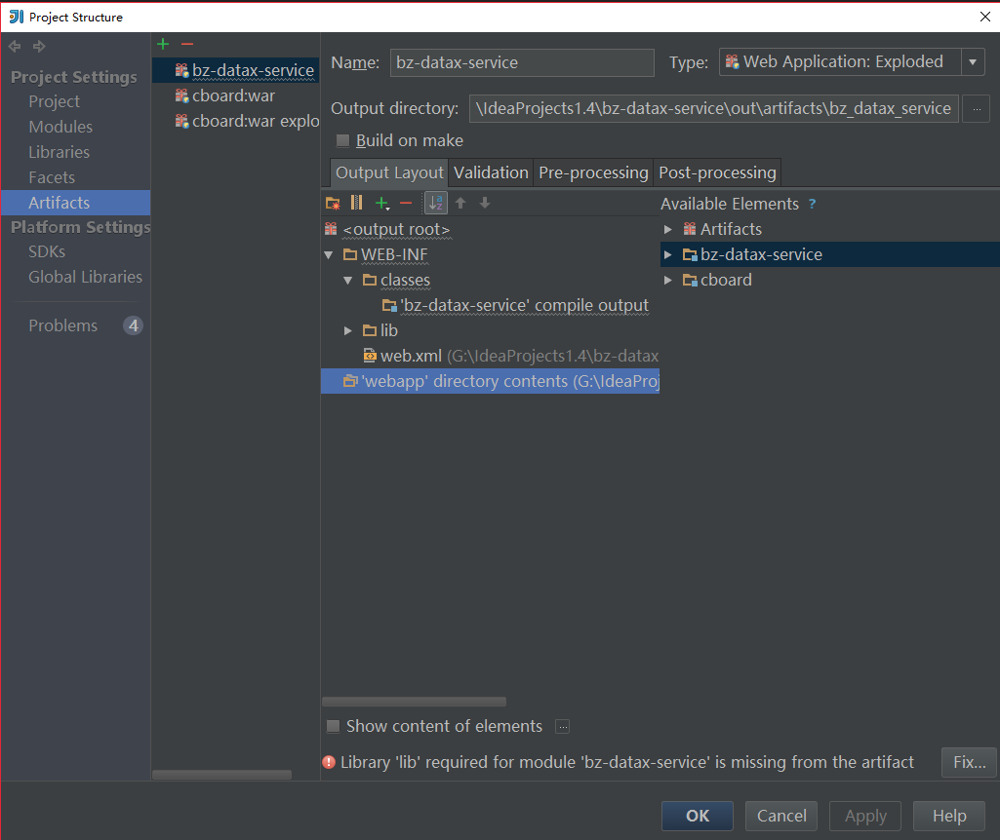 Project Structure
Project Settings
Project
Modules
Libraries
Facets
Artifacts
Platform Settings
SDKs
Global Libraries
Problems 4
bz-datax-service
cboard:war
cboard:war explo
Name: bz-datax-service Type: Web Application: Exploded
Output directory: \IdeaProjects1.4\bz-datax-service\out\artifacts\bz_datax_service ...
Build on make
Output Layout Validation Pre-processing Post-processing
<output root>
WEB-INF
classes
'bz-datax-service' compile output
lib
web.xml (G:\IdeaProjects1.4\bz-datax
'webapp' directory contents (G:\IdeaProj
Available Elements ?
Artifacts
bz-datax-service
cboard
Show content of elements ...
Library 'lib' required for module 'bz-datax-service' is missing from the artifact Fix...
OK Cancel Apply Help